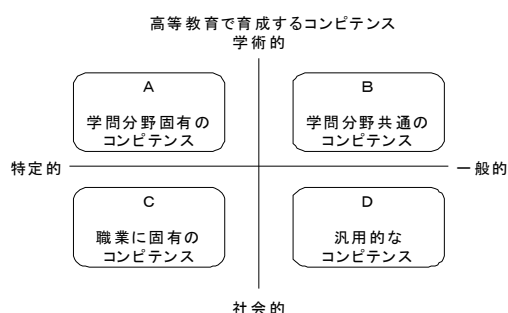 高等教育で育成するコンピテンス
学術的
A
学問分野固有の
コンピテンス
B
学問分野共通の
コンピテンス
特定的
一般的
C
職業に固有の
コンピテンス
D
汎用的な
コンピテンス
社会的